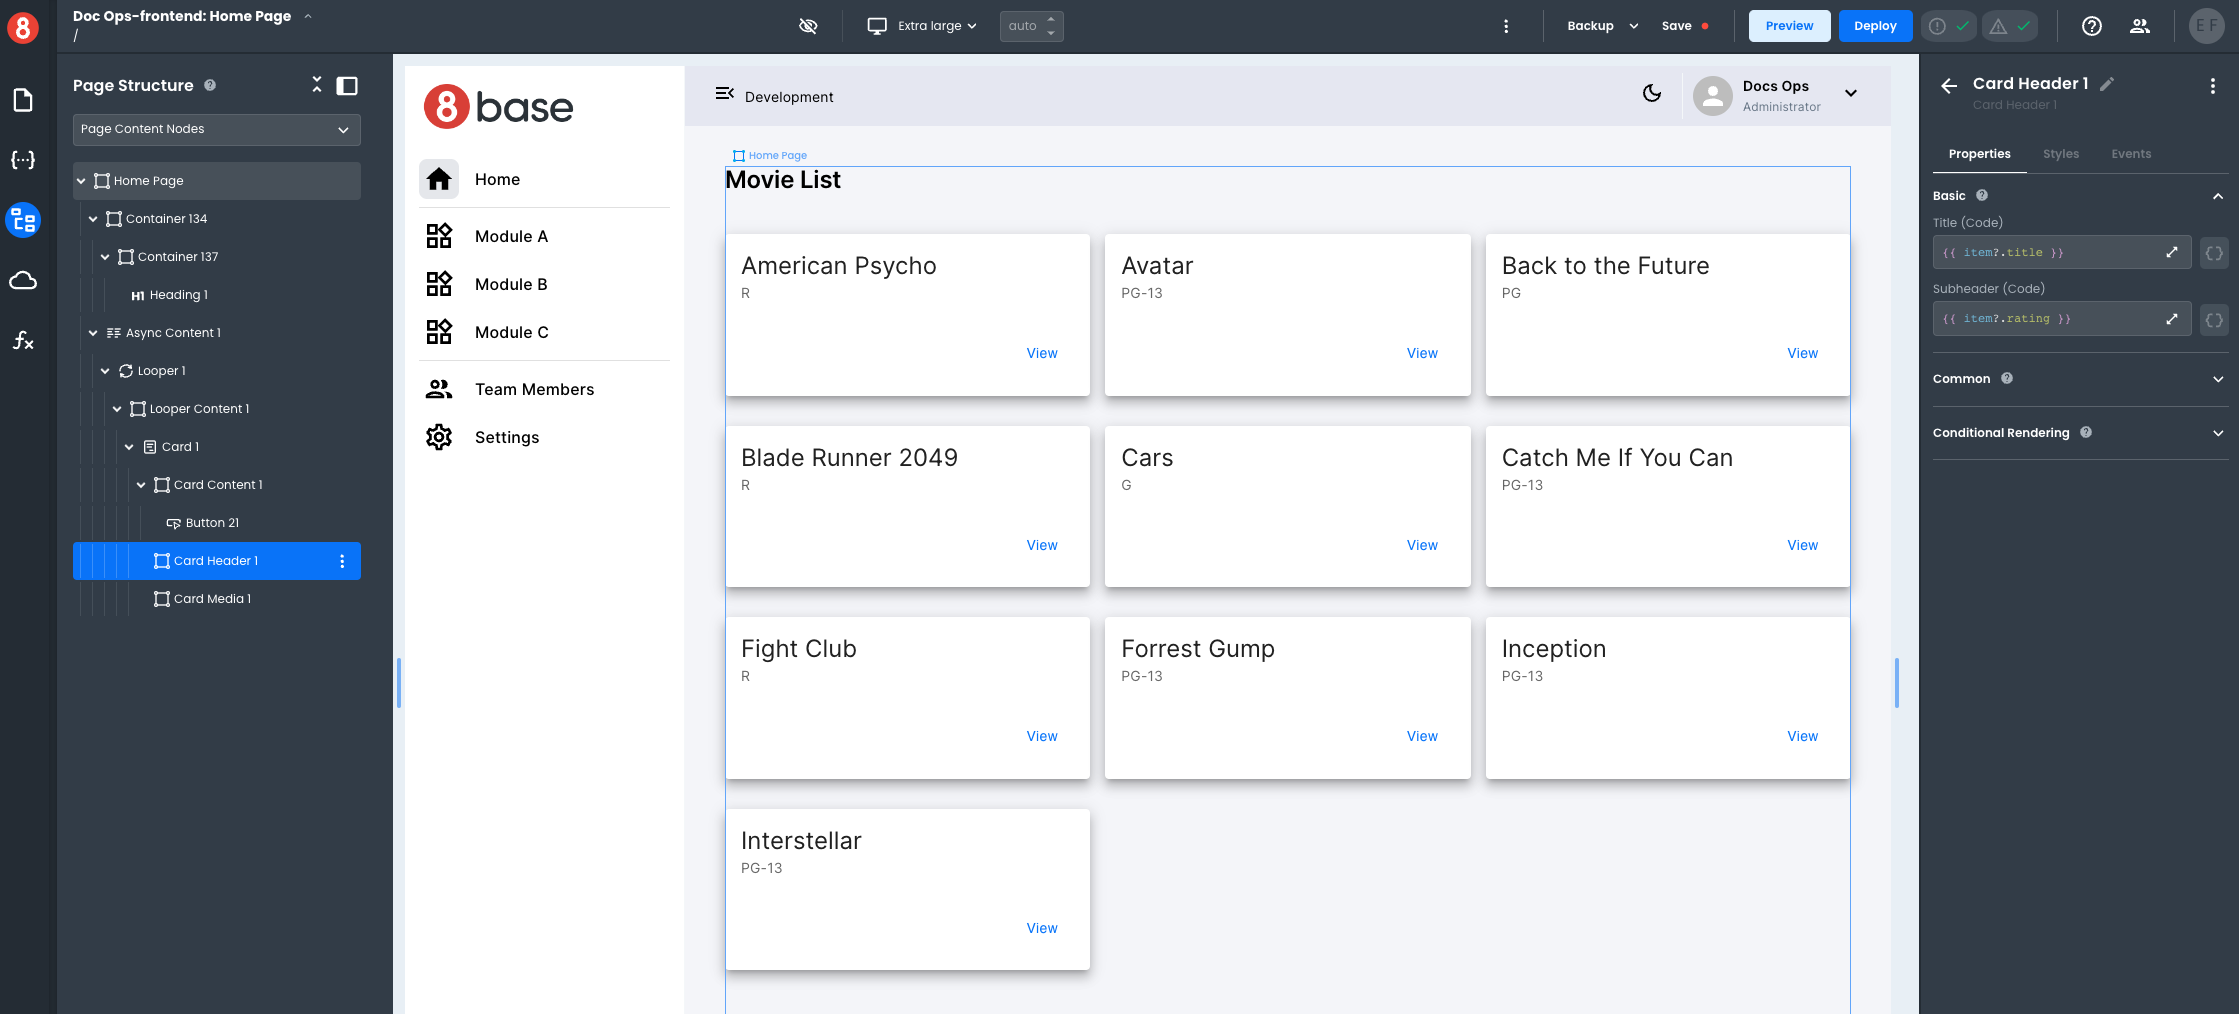 8
Doc Ops-frontend: Home Page
/
Extra large
auto
Backup
Save
Preview
Deploy
E F
Page Structure
Page Content Nodes
Home Page
Container 134
Container 137
H1 Heading 1
Async Content 1
Looper 1
Looper Content 1
Card 1
Card Content 1
Button 21
Card Header 1
Card Media 1
8base
Home
Module A
Module B
Module C
Team Members
Settings
Development
Docs Ops
Administrator
Home Page
Movie List
American Psycho
R
View
Avatar
PG-13
View
Back to the Future
PG
View
Blade Runner 2049
R
View
Cars
G
View
Catch Me If You Can
PG-13
View
Fight Club
R
View
Forrest Gump
PG-13
View
Inception
PG-13
View
Interstellar
PG-13
View
Card Header 1
Card Header 1
Properties
Styles
Events
Basic
Title (Code)
{{ item?.title }}
Subheader (Code)
{{ item?.rating }}
Common
Conditional Rendering